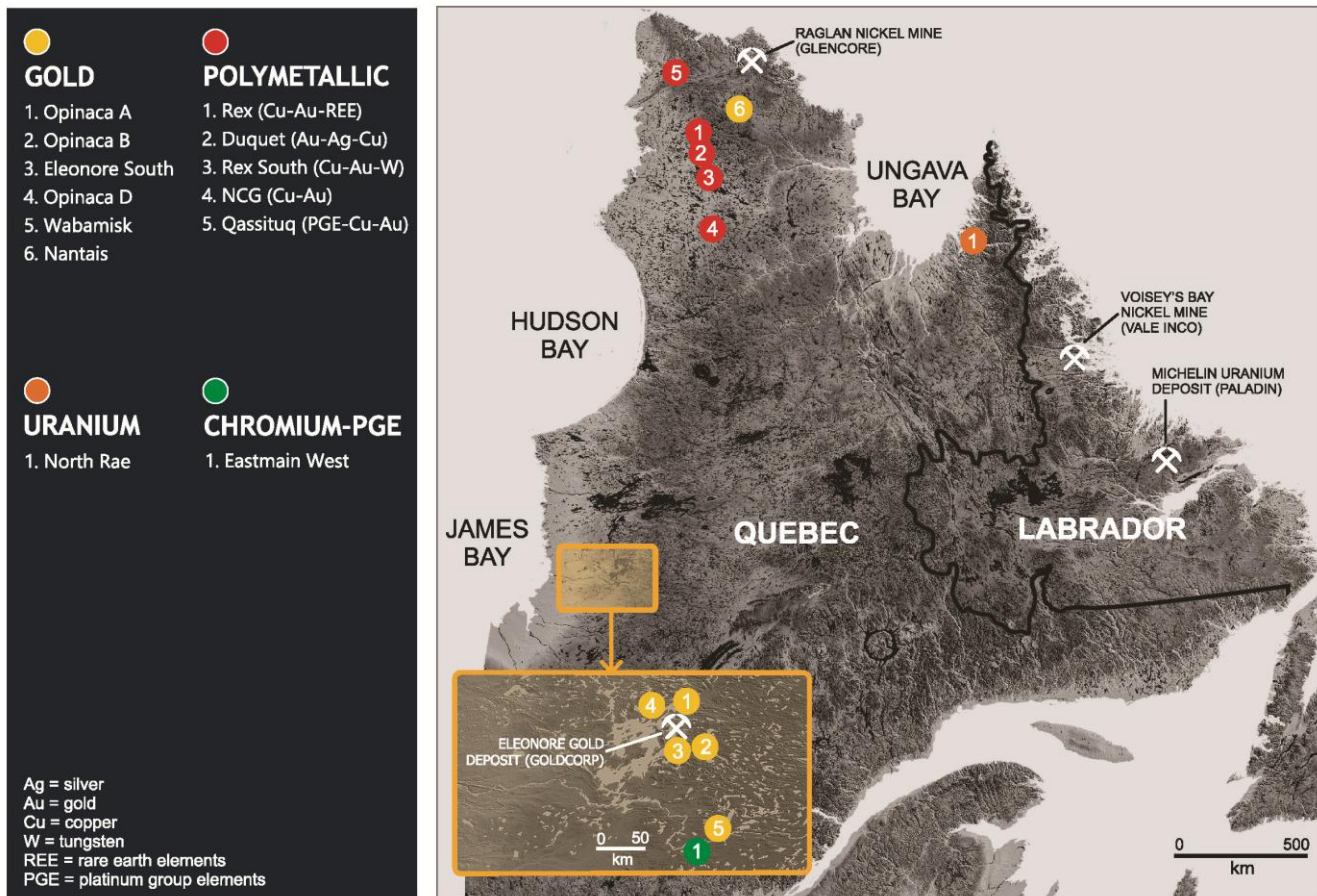 GOLD
1. Opinaca A
2. Opinaca B
3. Eleonore South
4. Opinaca D
5. Wabamisk
6. Nantais
POLYMETALLIC
1. Rex (Cu-Au-REE)
2. Duquet (Au-Ag-Cu)
3. Rex South (Cu-Au-W)
4. NCG (Cu-Au)
5. Qassituq (PGE-Cu-Au)
URANIUM
1. North Rae
CHROMIUM-PGE
1. Eastmain West
Ag = silver
Au = gold
Cu = copper
W = tungsten
REE = rare earth elements
PGE = platinum group elements
RAGLAN NICKEL MINE
(GLENCORE)
5
6
1
2
3
4
UNGAVA
BAY
1
HUDSON
BAY
VOISEY'S BAY
NICKEL MINE
(VALE INCO)
MICHELIN URANIUM
DEPOSIT (PALADIN)
JAMES
BAY
QUEBEC
LABRADOR
4
1
ELEONORE GOLD
DEPOSIT (GOLDCORP)
3
2
5
1
0 50
km
0 500
km